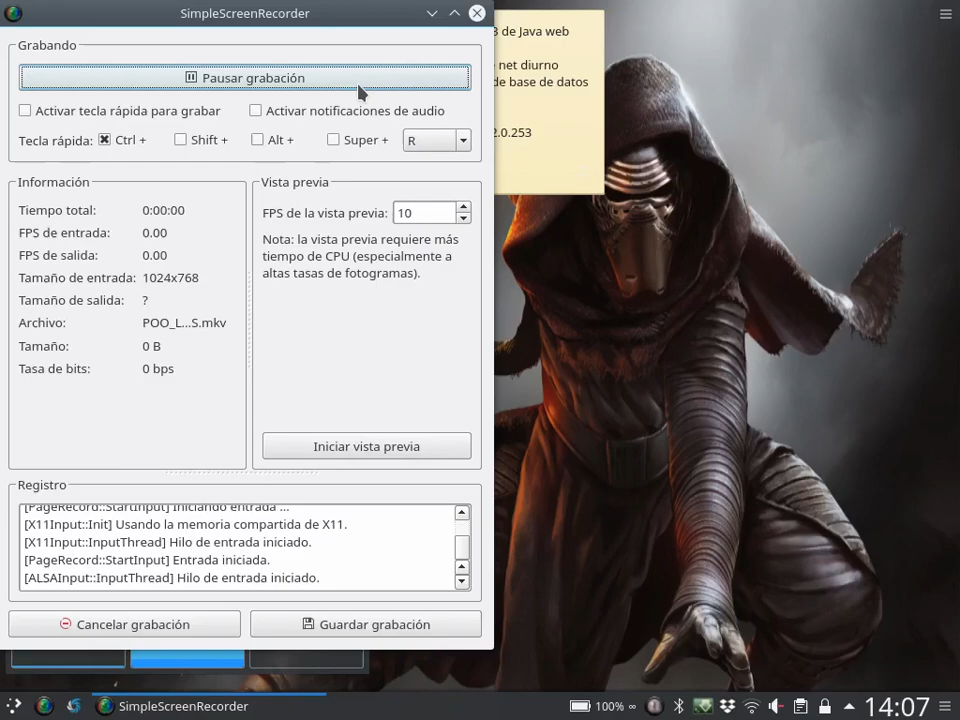 SimpleScreenRecorder
Grabando
Pausar grabación
Activar tecla rápida para grabar
Activar notificaciones de audio
Tecla rápida: Ctrl + Shift + Alt + Super + R
Información
Tiempo total: 0:00:00
FPS de entrada: 0.00
FPS de salida: 0.00
Tamaño de entrada: 1024x768
Tamaño de salida: ?
Archivo: POO_L...S.mkv
Tamaño: 0 B
Tasa de bits: 0 bps
Vista previa
FPS de la vista previa: 10
Nota: la vista previa requiere más
tiempo de CPU (especialmente a
altas tasas de fotogramas).
Iniciar vista previa
Registro
[PageRecord::StartInput] Iniciando entrada ...
[X11Input::Init] Usando la memoria compartida de X11.
[X11Input::InputThread] Hilo de entrada iniciado.
[PageRecord::StartInput] Entrada iniciada.
[ALSAInput::InputThread] Hilo de entrada iniciado.
Cancelar grabación
Guardar grabación
de Java web
net diurno
de base de datos
2.0.253
SimpleScreenRecorder
100% ∞
14:07